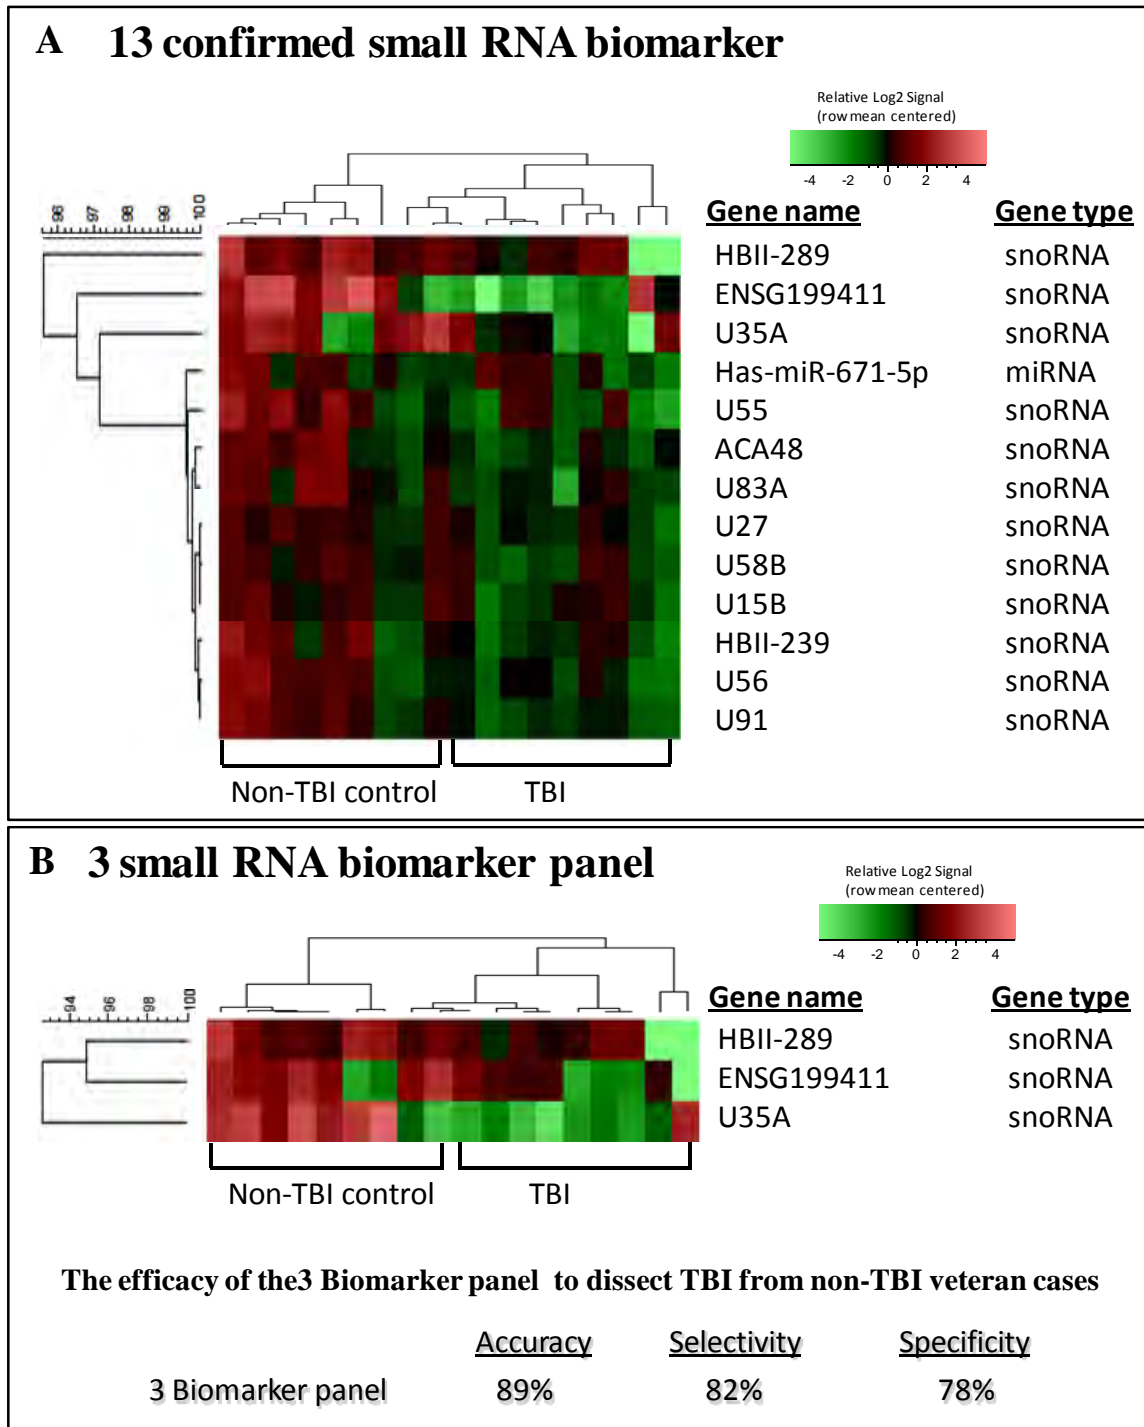 A 13 confirmed small RNA biomarker
Relative Log2 Signal
(row mean centered)
-4 -2 0 2 4
96 97 98 99 100
Gene name Gene type
HBII-289 snoRNA
ENSG199411 snoRNA
U35A snoRNA
Has-miR-671-5p miRNA
U55 snoRNA
ACA48 snoRNA
U83A snoRNA
U27 snoRNA
U58B snoRNA
U15B snoRNA
HBII-239 snoRNA
U56 snoRNA
U91 snoRNA
Non-TBI control TBI
B 3 small RNA biomarker panel
Relative Log2 Signal
(row mean centered)
-4 -2 0 2 4
94 96 98 100
Gene name Gene type
HBII-289 snoRNA
ENSG199411 snoRNA
U35A snoRNA
Non-TBI control TBI
The efficacy of the3 Biomarker panel to dissect TBI from non-TBI veteran cases
Accuracy Selectivity Specificity
3 Biomarker panel 89% 82% 78%